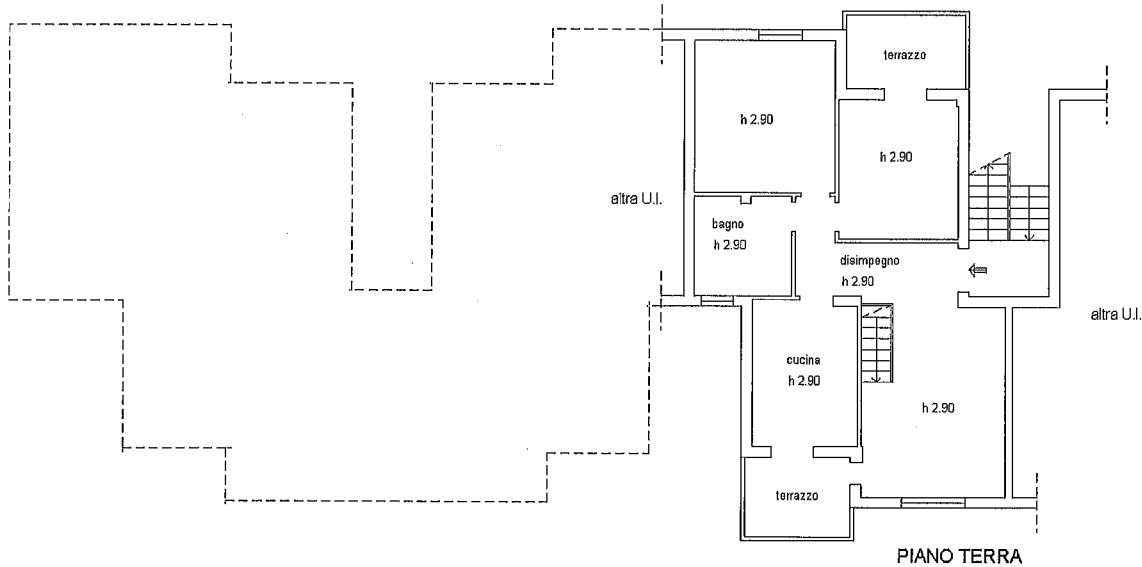 terrazzo
h 2.90
h 2.90
altra U.I.
bagno
h 2.90
disimpegno
h 2.90
altra U.I.
cucina
h 2.90
h 2.90
terrazzo
PIANO TERRA